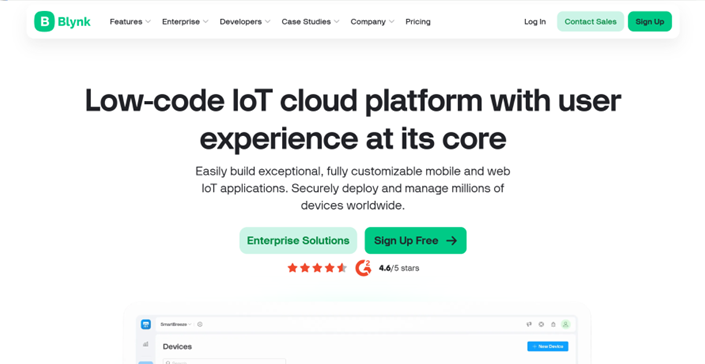 B Blynk Features Enterprise Developers Case Studies Company Pricing Log In Contact Sales Sign Up
Low-code IoT cloud platform with user
experience at its core
Easily build exceptional, fully customizable mobile and web
IoT applications. Securely deploy and manage millions of
devices worldwide.
Enterprise Solutions Sign Up Free →
G2 4.6/5 stars
SmartBreeze
Devices + New Device